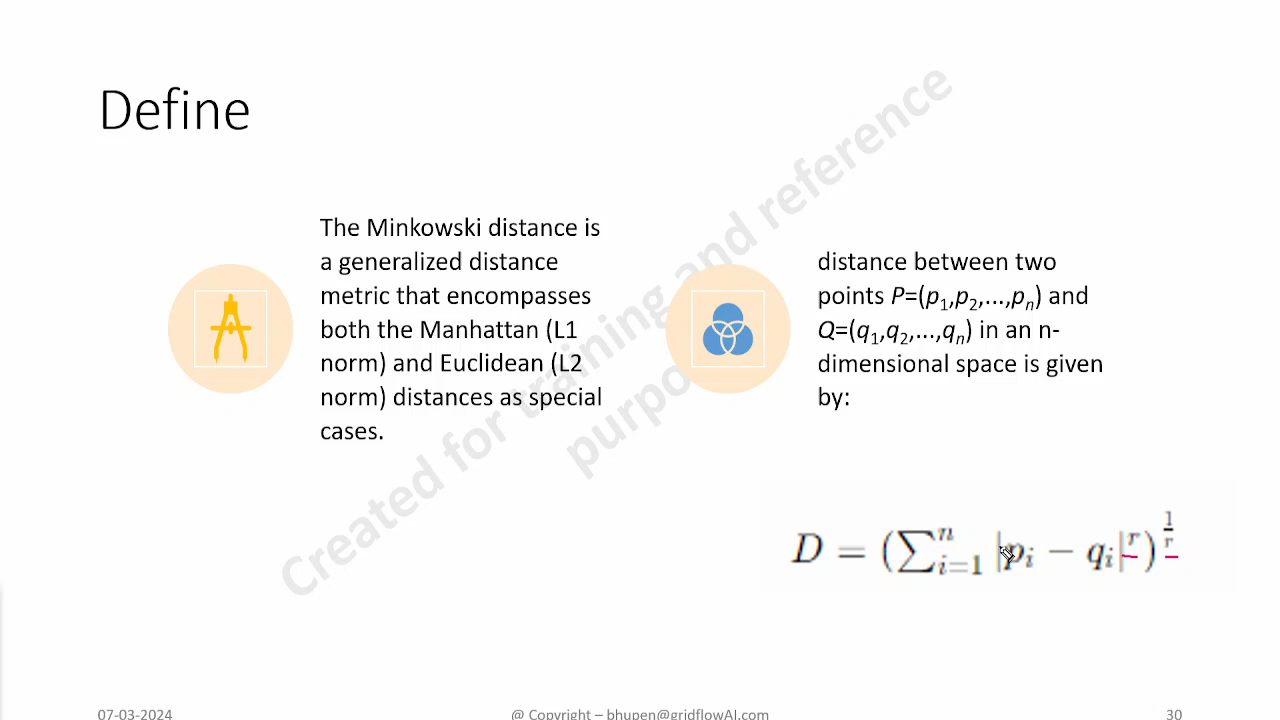 Define
The Minkowski distance is
a generalized distance
metric that encompasses
both the Manhattan (L1
norm) and Euclidean (L2
norm) distances as special
cases.
distance between two
points P=(p₁,p₂,...,pₙ) and
Q=(q₁,q₂,...,qₙ) in an n-
dimensional space is given
by:
D = (∑ⁿᵢ₌₁ |pᵢ − qᵢ|ʳ)^(1/r)
Created for training and reference
purpo
07-03-2024
@ Copyright – bhupen@gridflowAI.com
30